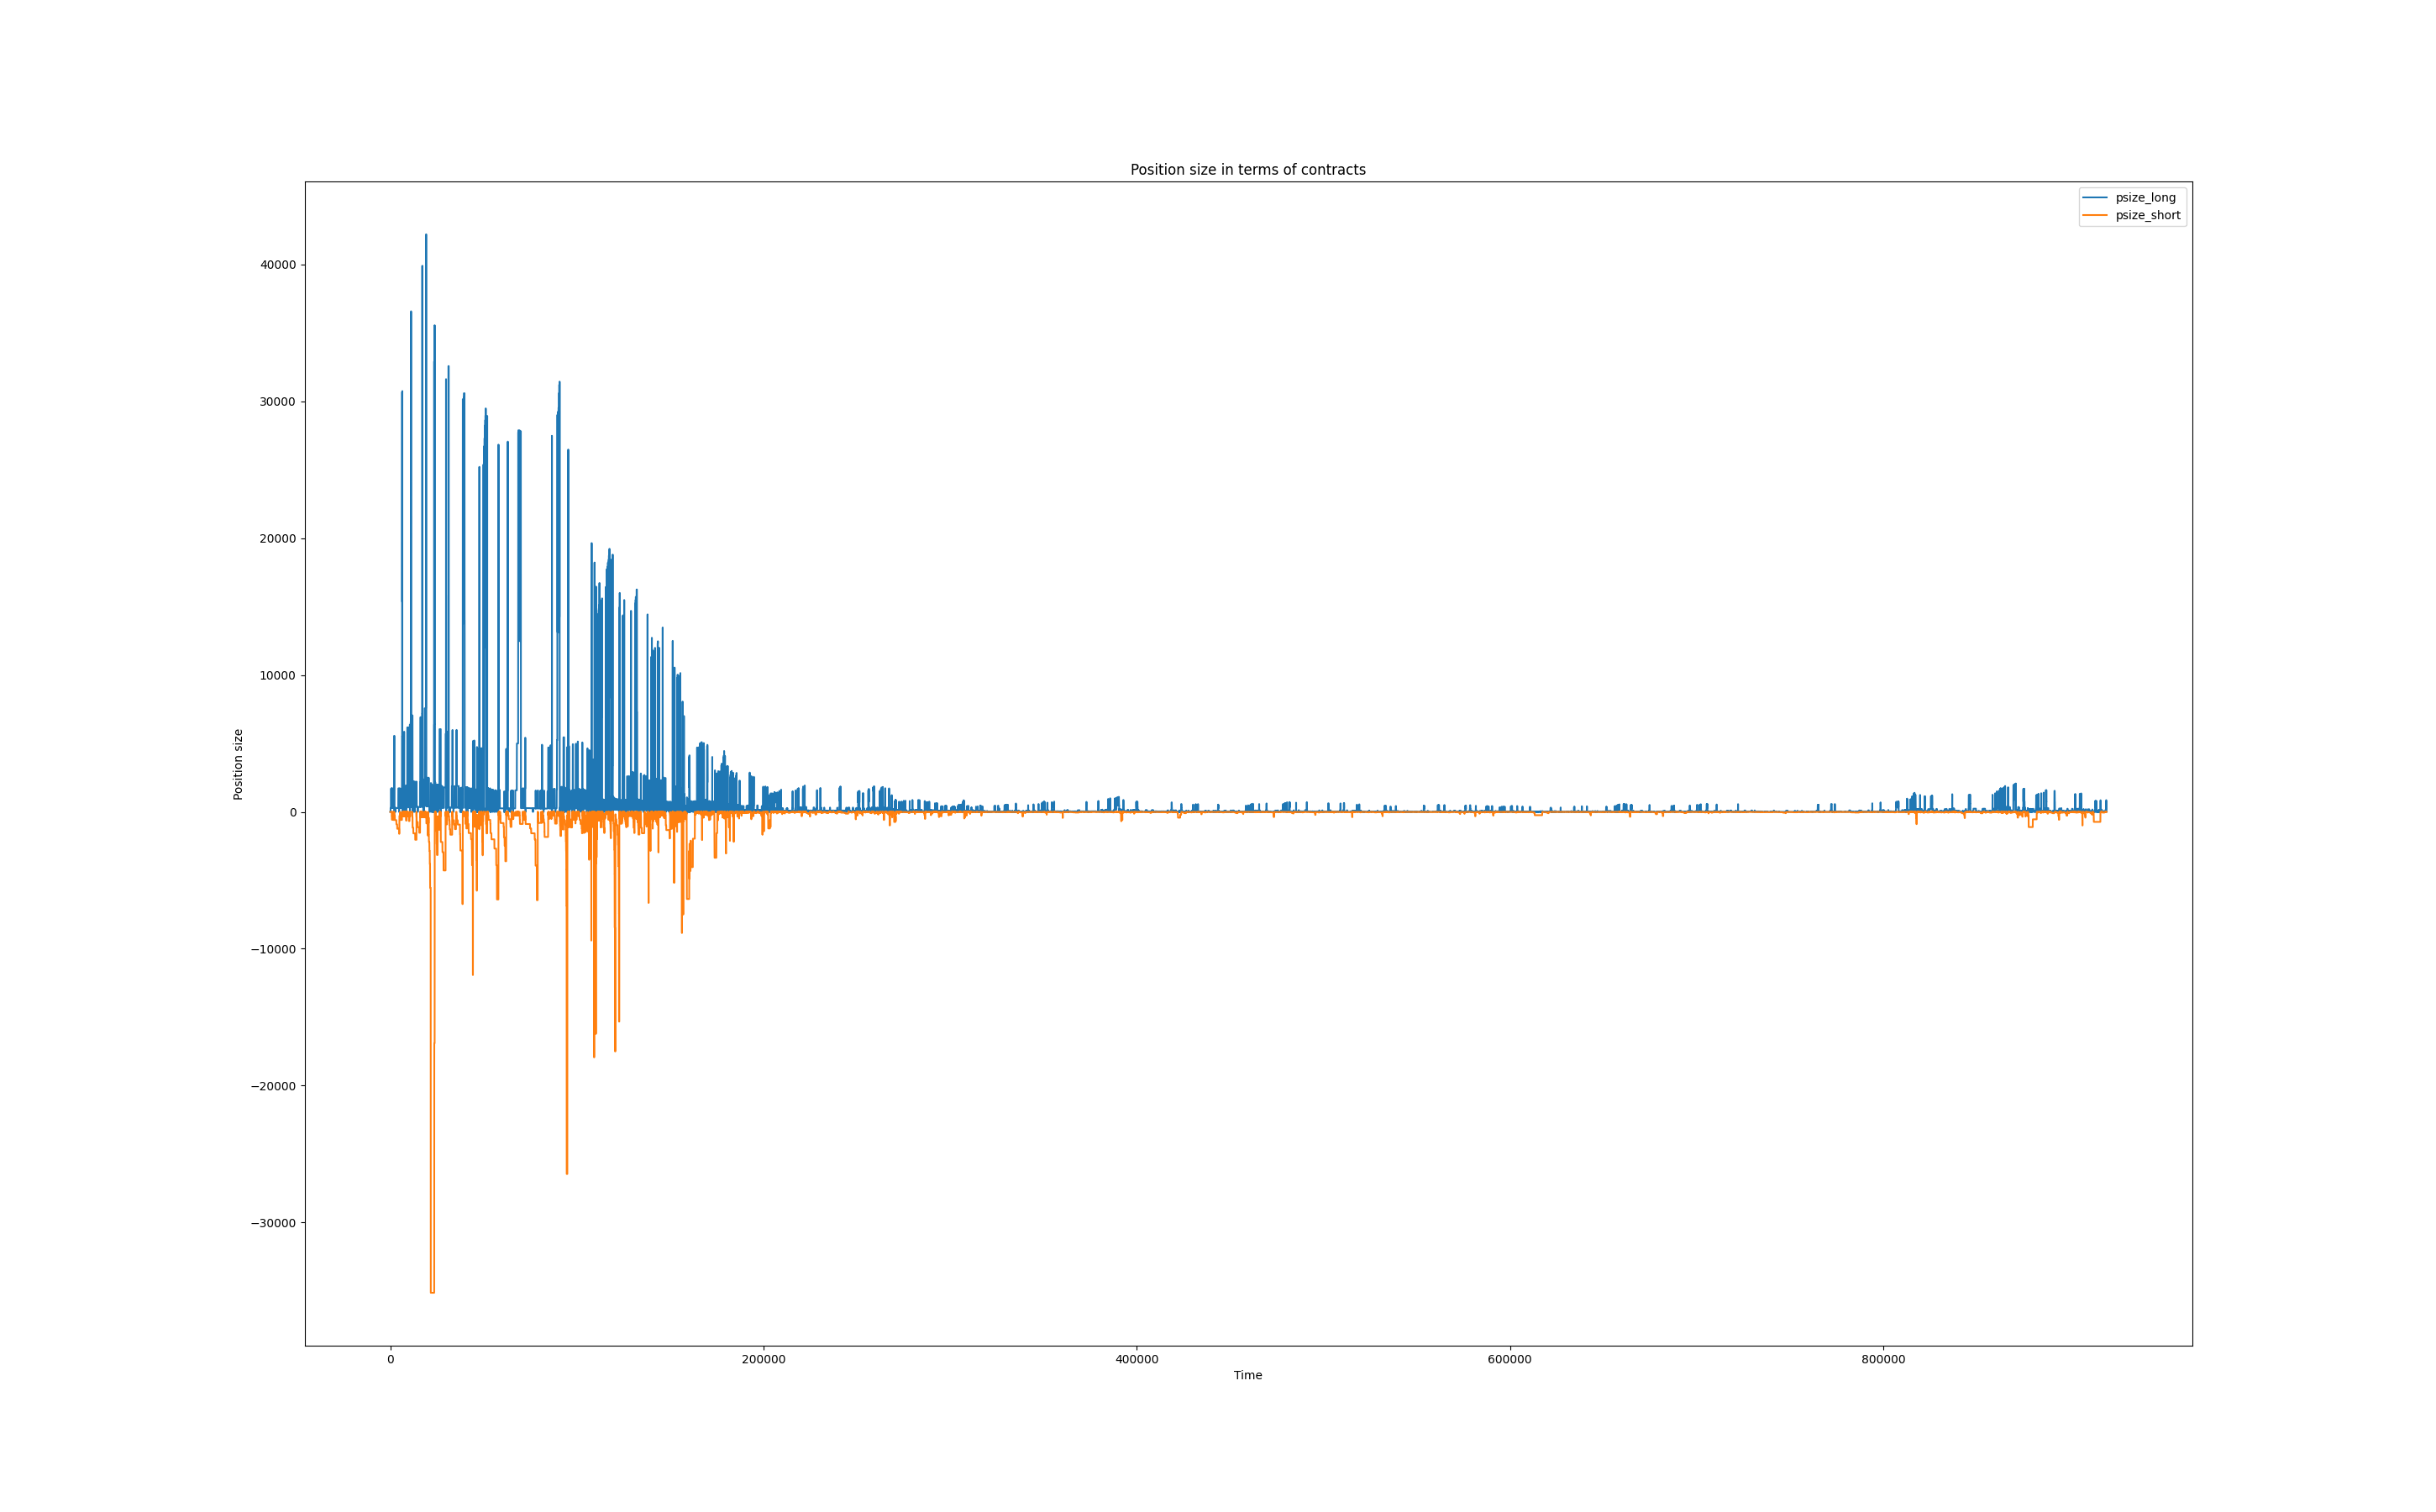 Position size in terms of contracts
psize_long
psize_short
40000
30000
20000
10000
0
−10000
−20000
−30000
Position size
0
200000
400000
600000
800000
Time